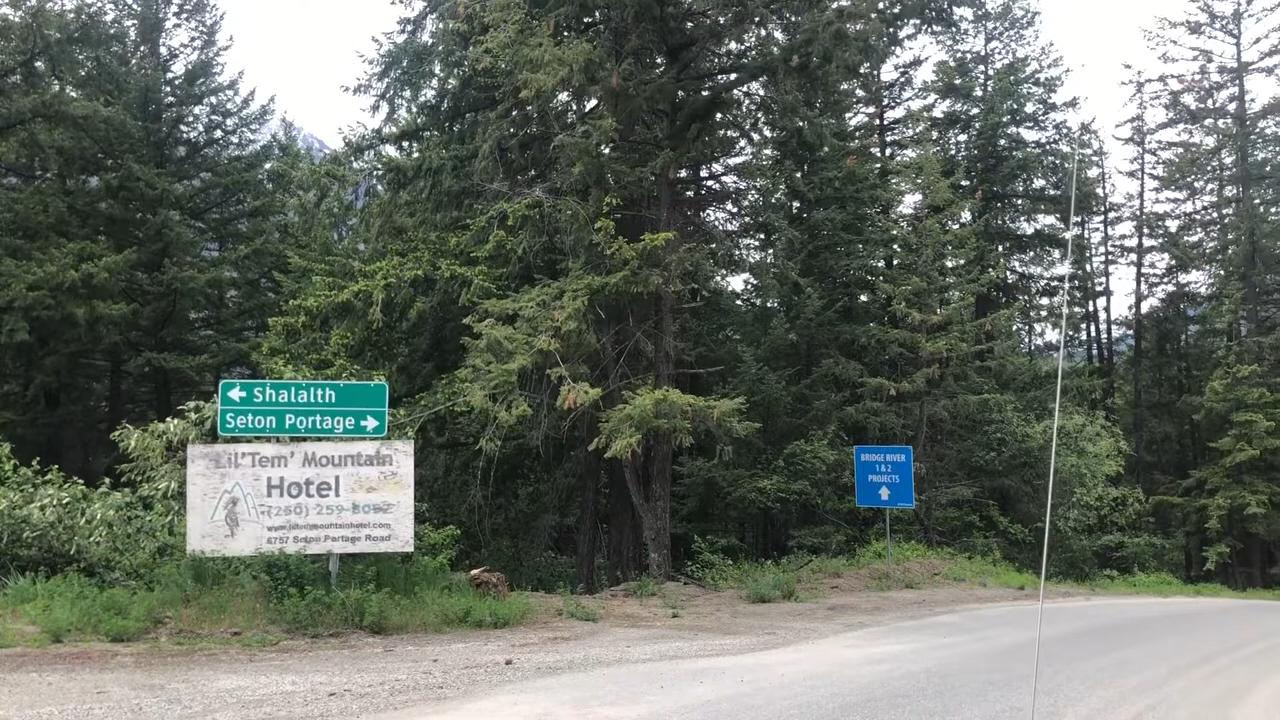 Shalalth
Seton Portage
Lil'Tem' Mountain
Hotel
(250) 259-8052
www.liltemmountainhotel.com
6757 Seton Portage Road
BRIDGE RIVER
1 & 2
PROJECTS